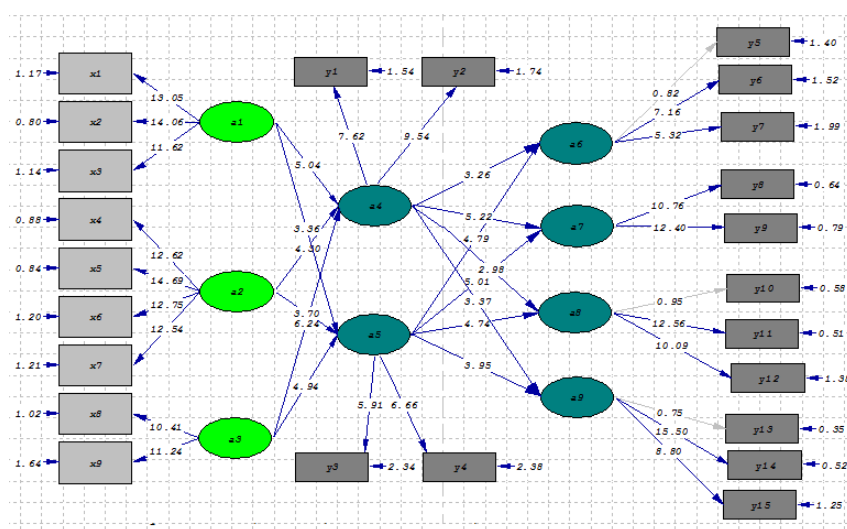 1.17 x1
0.80 x2
1.14 x3
0.88 x4
0.84 x5
1.20 x6
1.21 x7
1.02 x8
1.64 x9
13.05
14.06
11.62
12.62
14.69
12.75
12.54
10.41
11.24
a1
a2
a3
5.04
3.36
4.30
3.70
6.24
4.94
y1 1.54
y2 1.74
7.62
9.54
a4
a5
5.91
6.66
y3 2.34
y4 2.38
3.26
5.22
4.79
2.98
5.01
3.37
4.74
3.95
a6
a7
a8
a9
0.82
7.16
5.32
10.76
12.40
0.95
12.56
10.09
0.75
15.50
8.80
y5 1.40
y6 1.52
y7 1.99
y8 0.64
y9 0.79
y10 0.58
y11 0.51
y12 1.38
y13 0.35
y14 0.52
y15 1.25